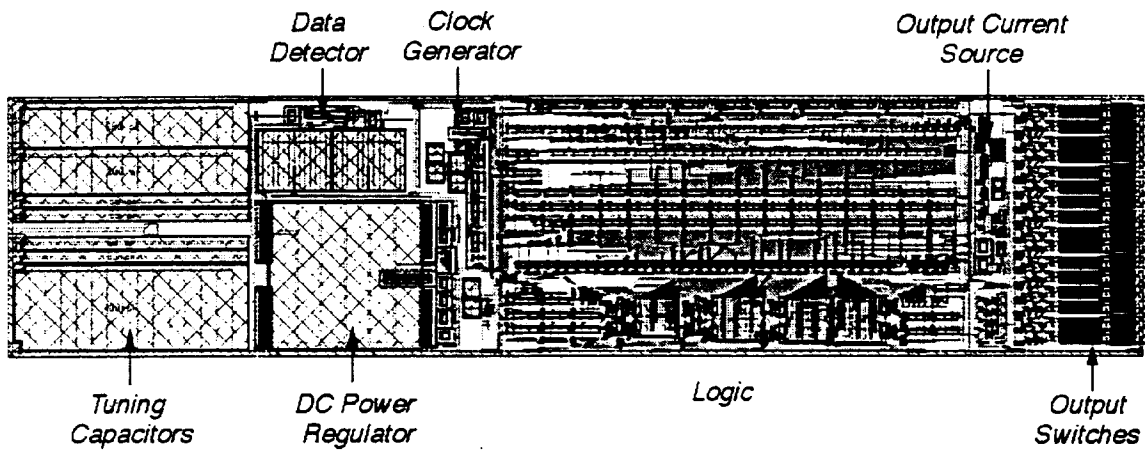 Data
Detector
Clock
Generator
Output Current
Source
Tuning
Capacitors
DC Power
Regulator
Logic
Output
Switches